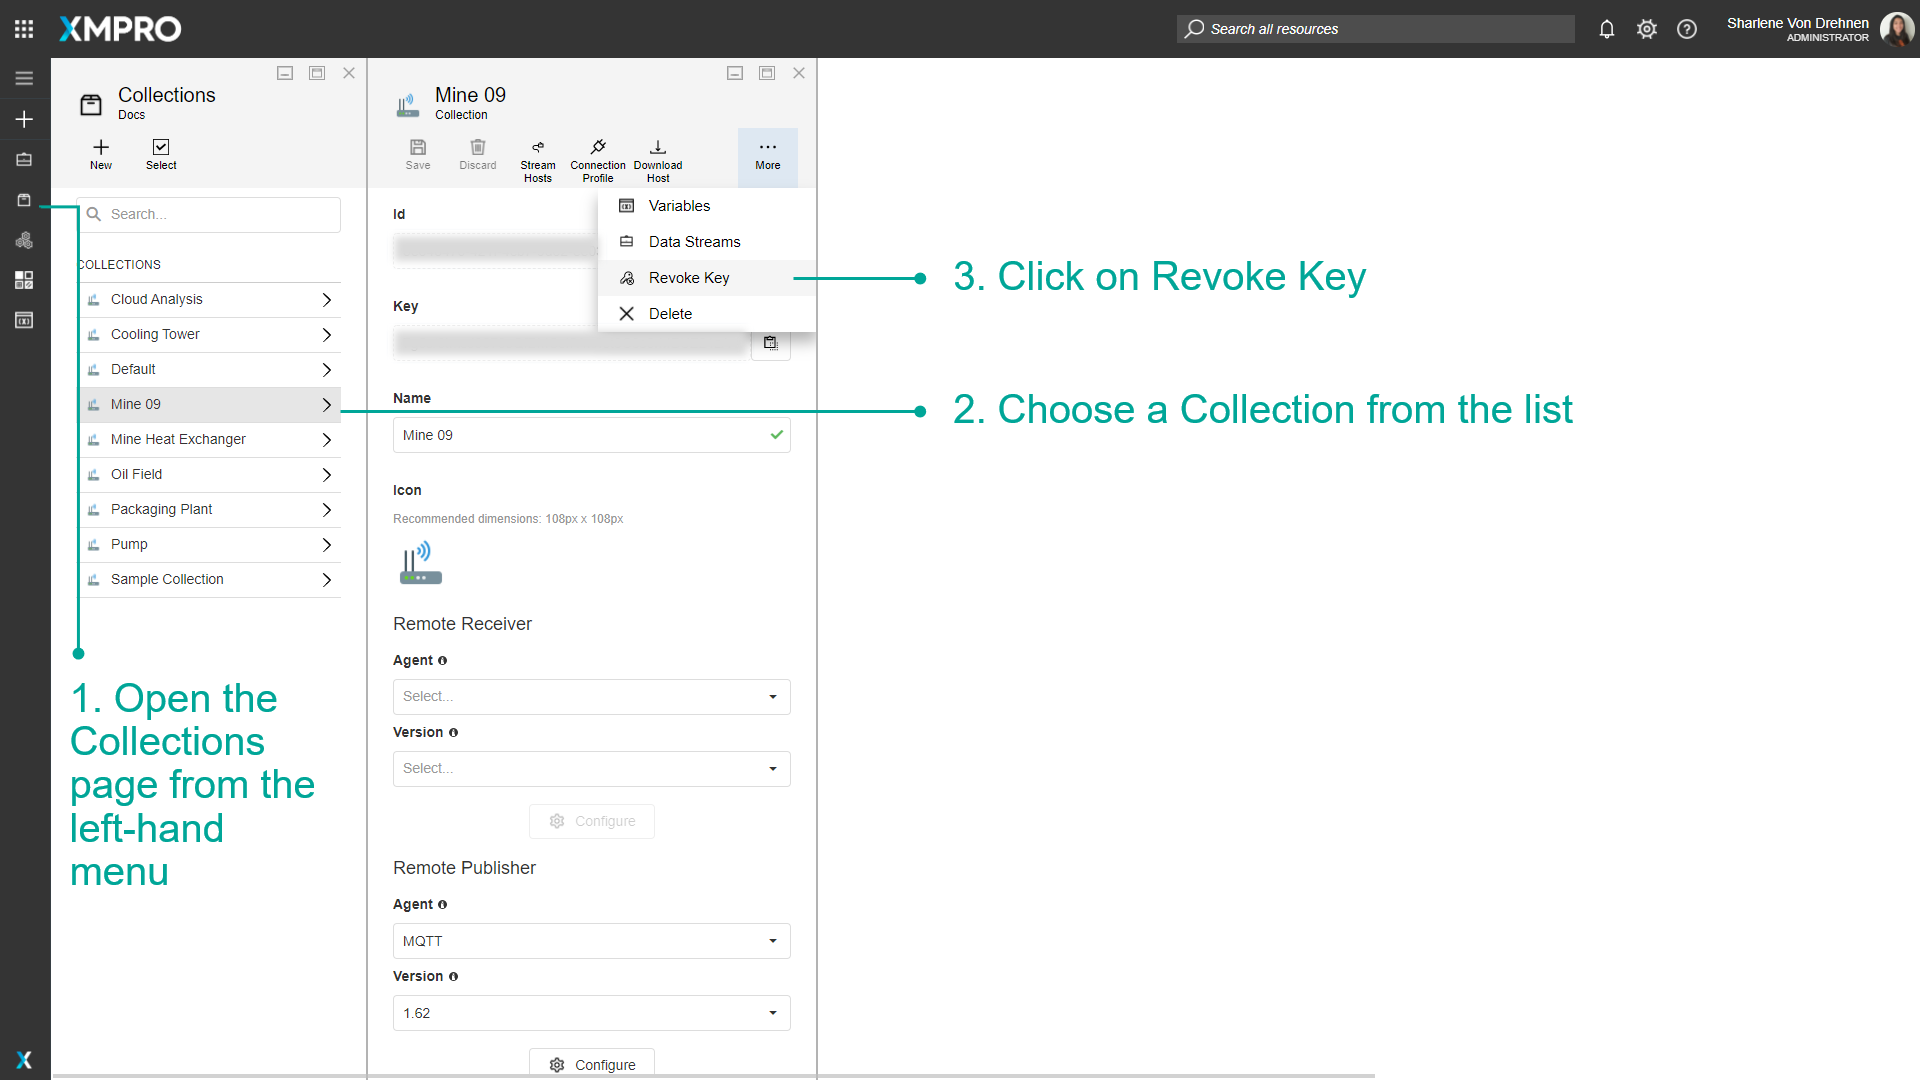 XMPRO
Search all resources
Sharlene Von Drehnen
ADMINISTRATOR
Collections
Docs
New
Select
Search...
COLLECTIONS
Cloud Analysis
Cooling Tower
Default
Mine 09
Mine Heat Exchanger
Oil Field
Packaging Plant
Pump
Sample Collection
1. Open the
Collections
page from the
left-hand
menu
Mine 09
Collection
Save
Discard
Stream
Hosts
Connection
Profile
Download
Host
More
Variables
Data Streams
Revoke Key
Delete
Id
Key
Name
Mine 09
Icon
Recommended dimensions: 108px x 108px
Remote Receiver
Agent
Select...
Version
Select...
Configure
Remote Publisher
Agent
MQTT
Version
1.62
Configure
3. Click on Revoke Key
2. Choose a Collection from the list